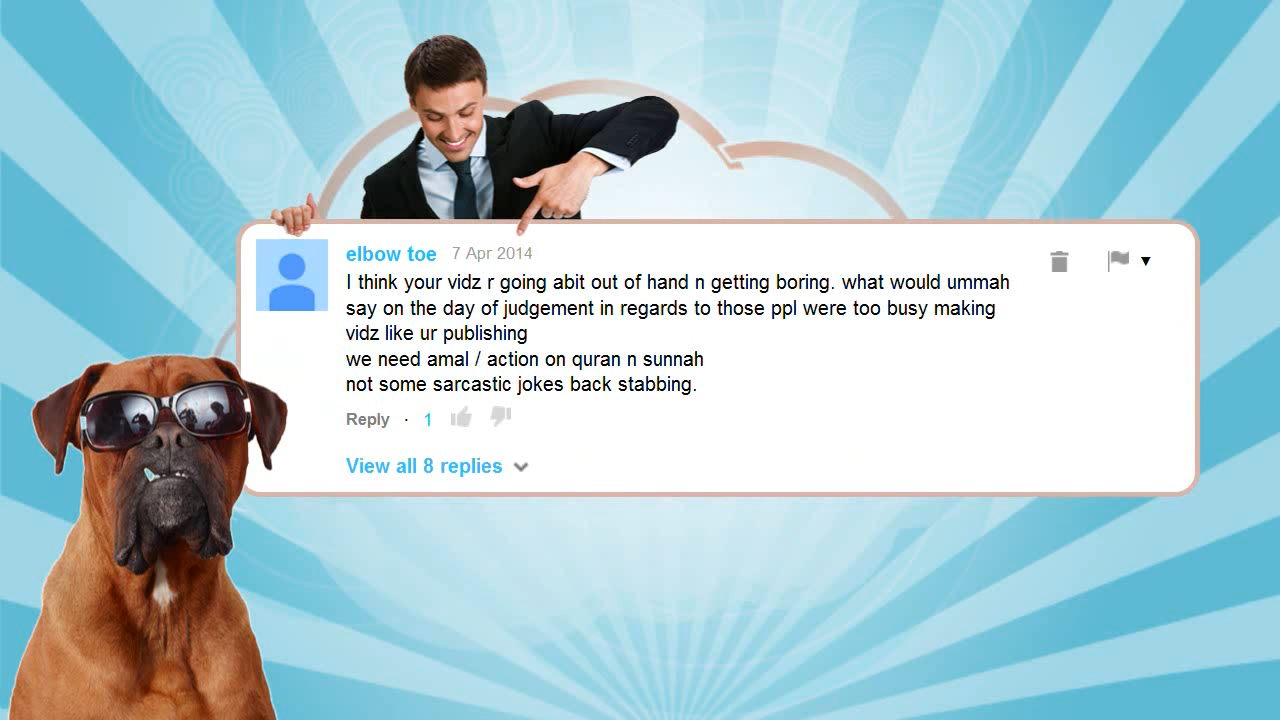 elbow toe 7 Apr 2014
I think your vidz r going abit out of hand n getting boring. what would ummah
say on the day of judgement in regards to those ppl were too busy making
vidz like ur publishing
we need amal / action on quran n sunnah
not some sarcastic jokes back stabbing.
Reply · 1
View all 8 replies